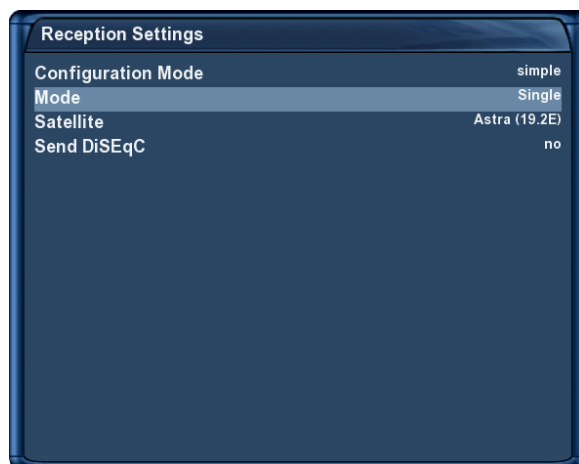 Reception Settings
Configuration Mode simple
Mode Single
Satellite Astra (19.2E)
Send DiSEqC no